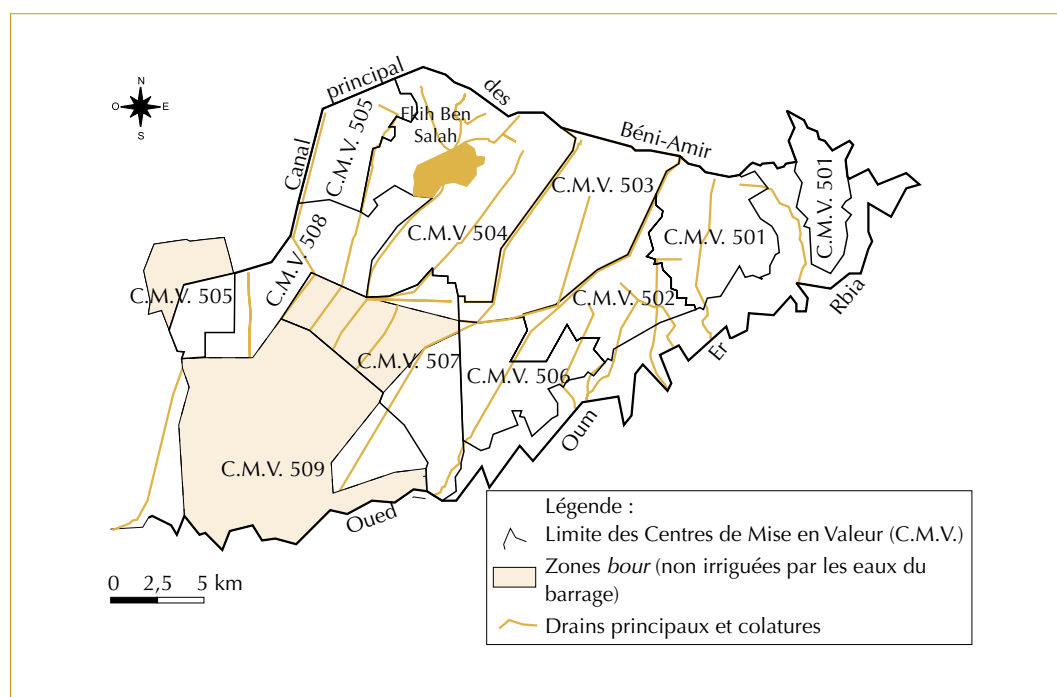 N
O E
S
Canal principal des Béni-Amir
C.M.V. 505
Fkih Ben
Salah
C.M.V. 503
C.M.V. 501
C.M.V. 501
C.M.V. 504
C.M.V. 508
C.M.V. 505
C.M.V. 502
C.M.V. 507
C.M.V. 506
C.M.V. 509
Oued Oum Er Rbia
0 2,5 5 km
Légende :
Limite des Centres de Mise en Valeur (C.M.V.)
Zones bour (non irriguées par les eaux du
barrage)
Drains principaux et colatures